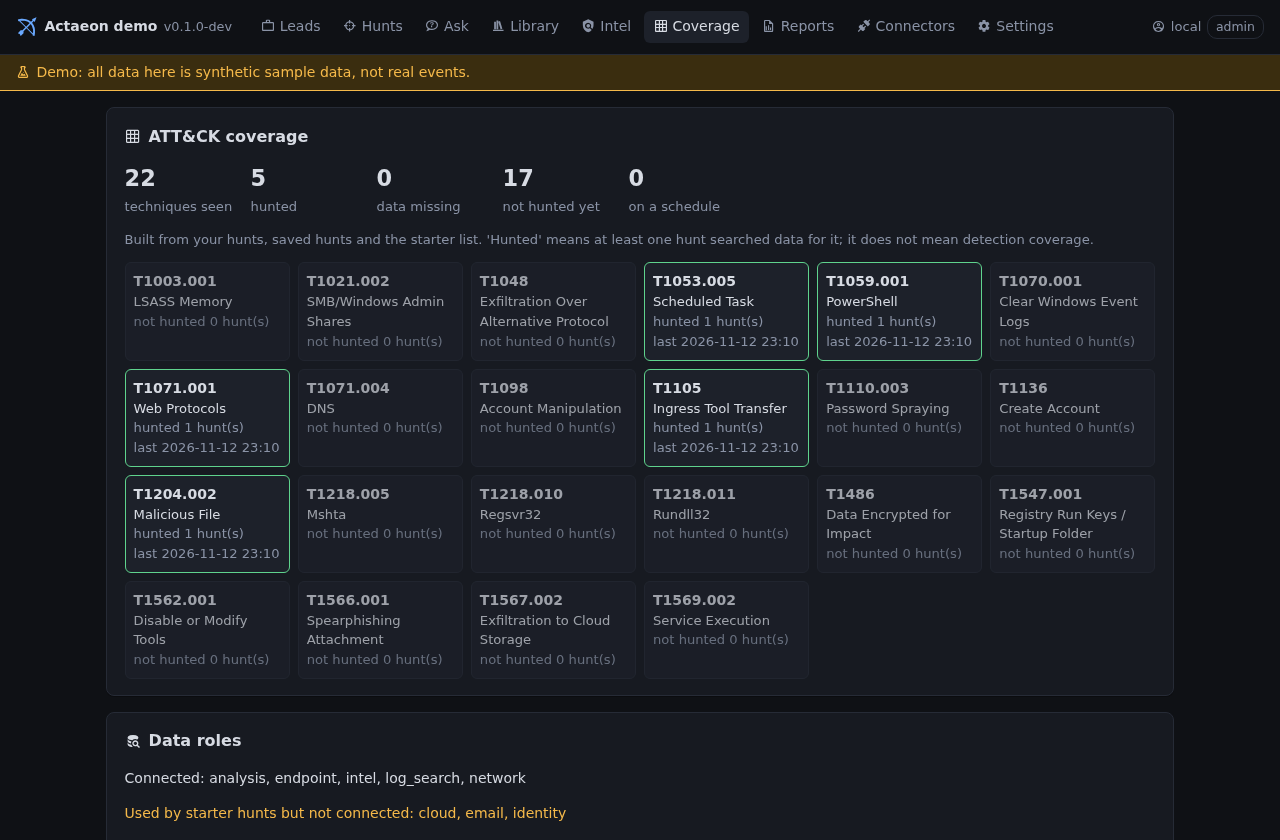 Actaeon demo v0.1.0-dev Leads Hunts Ask Library Intel Coverage Reports Connectors Settings local admin
Demo: all data here is synthetic sample data, not real events.
ATT&CK coverage
22 5 0 17 0
techniques seen hunted data missing not hunted yet on a schedule
Built from your hunts, saved hunts and the starter list. 'Hunted' means at least one hunt searched data for it; it does not mean detection coverage.
T1003.001
LSASS Memory
not hunted 0 hunt(s)
T1021.002
SMB/Windows Admin
Shares
not hunted 0 hunt(s)
T1048
Exfiltration Over
Alternative Protocol
not hunted 0 hunt(s)
T1053.005
Scheduled Task
hunted 1 hunt(s)
last 2026-11-12 23:10
T1059.001
PowerShell
hunted 1 hunt(s)
last 2026-11-12 23:10
T1070.001
Clear Windows Event
Logs
not hunted 0 hunt(s)
T1071.001
Web Protocols
hunted 1 hunt(s)
last 2026-11-12 23:10
T1071.004
DNS
not hunted 0 hunt(s)
T1098
Account Manipulation
not hunted 0 hunt(s)
T1105
Ingress Tool Transfer
hunted 1 hunt(s)
last 2026-11-12 23:10
T1110.003
Password Spraying
not hunted 0 hunt(s)
T1136
Create Account
not hunted 0 hunt(s)
T1204.002
Malicious File
hunted 1 hunt(s)
last 2026-11-12 23:10
T1218.005
Mshta
not hunted 0 hunt(s)
T1218.010
Regsvr32
not hunted 0 hunt(s)
T1218.011
Rundll32
not hunted 0 hunt(s)
T1486
Data Encrypted for
Impact
not hunted 0 hunt(s)
T1547.001
Registry Run Keys /
Startup Folder
not hunted 0 hunt(s)
T1562.001
Disable or Modify
Tools
not hunted 0 hunt(s)
T1566.001
Spearphishing
Attachment
not hunted 0 hunt(s)
T1567.002
Exfiltration to Cloud
Storage
not hunted 0 hunt(s)
T1569.002
Service Execution
not hunted 0 hunt(s)
Data roles
Connected: analysis, endpoint, intel, log_search, network
Used by starter hunts but not connected: cloud, email, identity